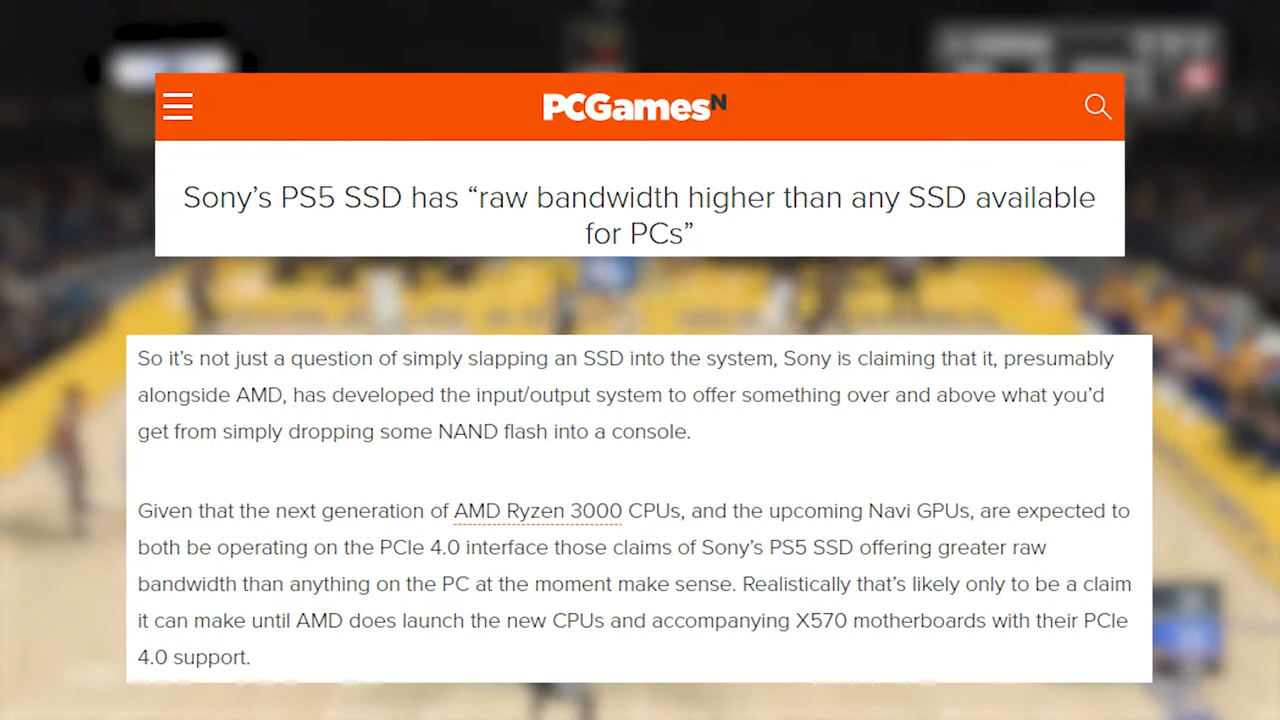 PCGamesN
Sony’s PS5 SSD has “raw bandwidth higher than any SSD available
for PCs”
So it’s not just a question of simply slapping an SSD into the system, Sony is claiming that it, presumably
alongside AMD, has developed the input/output system to offer something over and above what you’d
get from simply dropping some NAND flash into a console.
Given that the next generation of AMD Ryzen 3000 CPUs, and the upcoming Navi GPUs, are expected to
both be operating on the PCIe 4.0 interface those claims of Sony’s PS5 SSD offering greater raw
bandwidth than anything on the PC at the moment make sense. Realistically that’s likely only to be a claim
it can make until AMD does launch the new CPUs and accompanying X570 motherboards with their PCIe
4.0 support.